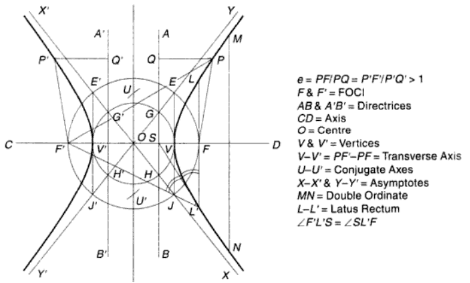 X'
Y
A'
A
M
P'
Q'
Q
P
E'
U
E
L
G'
G
C
F'
V'
O
S
V
F
D
H'
H
J'
U'
J
L'
B'
B
N
Y'
X
e = PF/PQ = P'F'/P'Q' > 1
F & F' = FOCI
AB & A'B' = Directrices
CD = Axis
O = Centre
V & V' = Vertices
V–V' = PF'–PF = Transverse Axis
U–U' = Conjugate Axes
X–X' & Y–Y' = Asymptotes
MN = Double Ordinate
L–L' = Latus Rectum
∠F'L'S = ∠SL'F